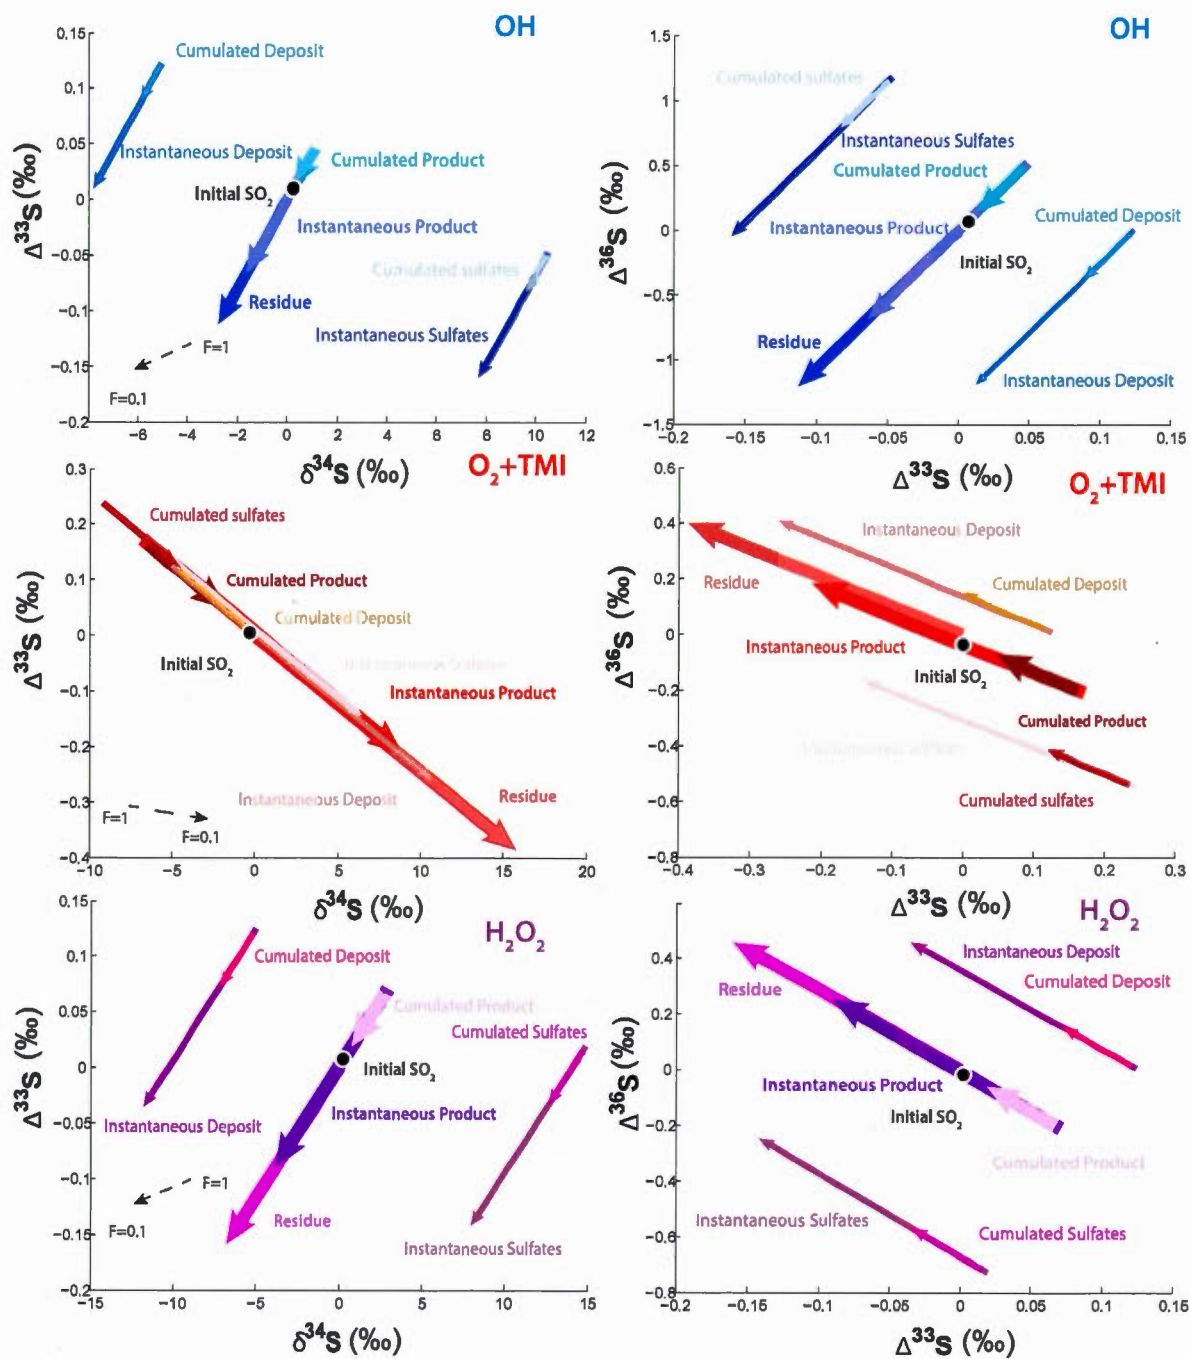 OH
0.15
0.1
0.05
0
−0.05
−0.1
−0.15
−0.2
Δ33S (‰)
Cumulated Deposit
Instantaneous Deposit
Cumulated Product
Initial SO2
Instantaneous Product
Cumulated sulfates
Residue
Instantaneous Sulfates
F=1
F=0.1
−6 −4 −2 0 2 4 6 8 10 12
δ34S (‰)
OH
1.5
1
0.5
0
−0.5
−1
−1.5
Δ36S (‰)
Cumulated sulfates
Instantaneous Sulfates
Cumulated Product
Cumulated Deposit
Instantaneous Product
Initial SO2
Residue
Instantaneous Deposit
−0.2 −0.15 −0.1 −0.05 0 0.05 0.1 0.15
Δ33S (‰)
O2+TMI
0.3
0.2
0.1
0
−0.1
−0.2
−0.3
−0.4
Δ33S (‰)
Cumulated sulfates
Cumulated Product
Cumulated Deposit
Initial SO2
Instantaneous Product
Instantaneous Deposit
Residue
F=1
F=0.1
−10 −5 0 5 10 15 20
δ34S (‰)
O2+TMI
0.6
0.4
0.2
0
−0.2
−0.4
−0.6
−0.8
Δ36S (‰)
Instantaneous Deposit
Residue
Cumulated Deposit
Instantaneous Product
Initial SO2
Cumulated Product
Cumulated sulfates
−0.4 −0.3 −0.2 −0.1 0 0.1 0.2 0.3
Δ33S (‰)
H2O2
0.15
0.1
0.05
0
−0.05
−0.1
−0.15
−0.2
Δ33S (‰)
Cumulated Deposit
Cumulated Product
Cumulated Sulfates
Initial SO2
Instantaneous Product
Instantaneous Deposit
F=1
F=0.1
Residue
Instantaneous Sulfates
−15 −10 −5 0 5 10 15
δ34S (‰)
H2O2
0.4
0.2
0
−0.2
−0.4
−0.6
−0.8
Δ36S (‰)
Instantaneous Deposit
Cumulated Deposit
Residue
Instantaneous Product
Initial SO2
Cumulated Product
Instantaneous Sulfates
Cumulated Sulfates
−0.2 −0.15 −0.1 −0.05 0 0.05 0.1 0.15
Δ33S (‰)